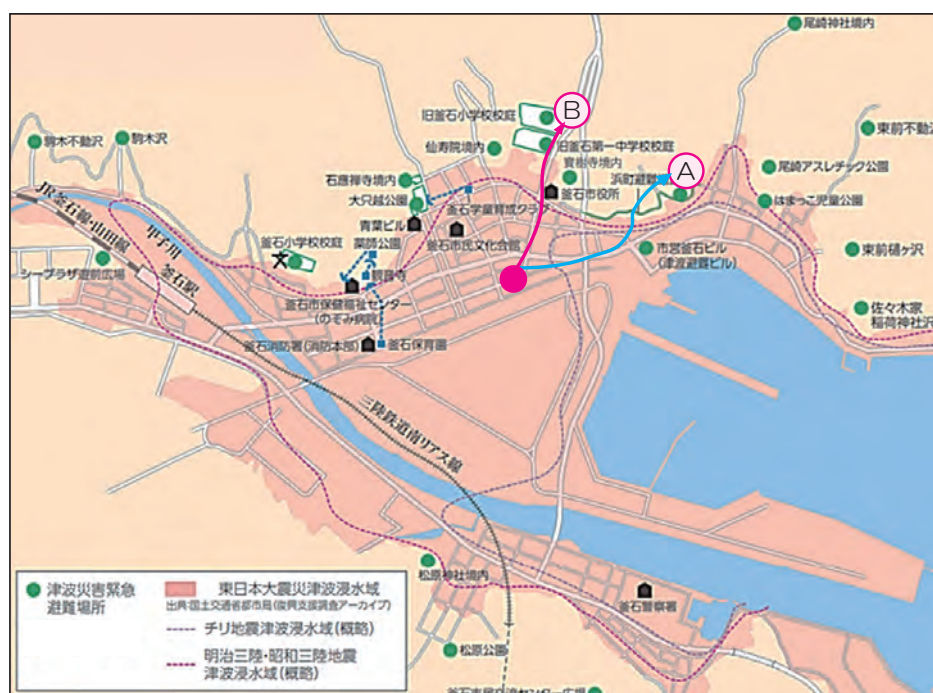 尾崎神社境内
B
旧釜石小学校校庭
駒木不動沢
駒木沢
仙寿院境内
旧釜石第一中学校校庭
東前不動沢
宝樹寺境内
石應禅寺境内
浜町避難
A
尾崎アスレチック公園
大只越公園
釜石市役所
釜石学童育成クラブ
はまっこ児童公園
JR釜石線・山田線
甲子川
青葉ビル
釜石小学校校庭
薬師公園
釜石市民文化会館
市営釜石ビル
(津波避難ビル)
東前樋ヶ沢
シープラザ遊前広場
釜石駅
観音寺
釜石市保健福祉センター
(のぞみ病院)
佐々木家
稲荷神社沢
釜石消防署(消防本部)
釜石保育園
三陸鉄道南リアス線
松原神社境内
釜石警察署
松原公園
津波災害緊急
避難場所
東日本大震災津波浸水域
出典:国土交通省都市局(復興支援調査アーカイブ)
チリ地震津波浸水域(概略)
明治三陸・昭和三陸地震
津波浸水域(概略)